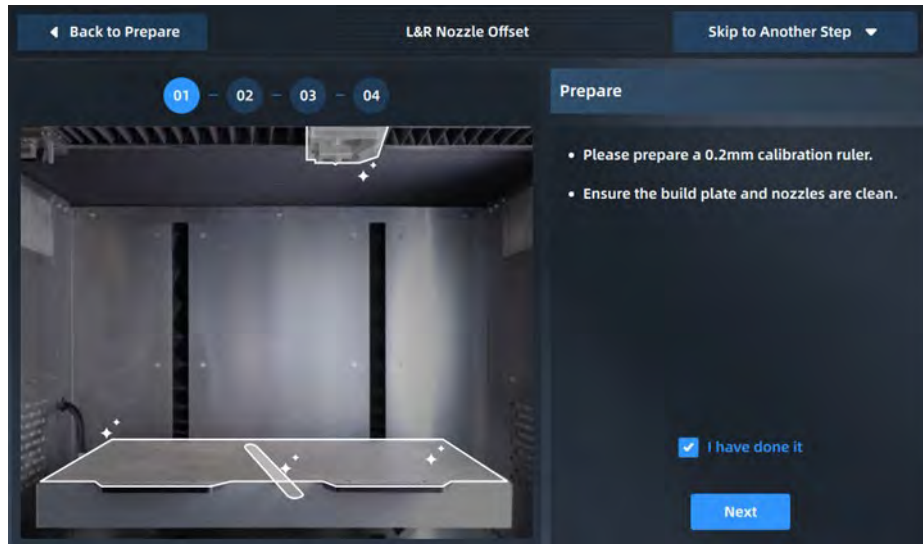 Back to Prepare
L&R Nozzle Offset
Skip to Another Step
01 - 02 - 03 - 04
Prepare
• Please prepare a 0.2mm calibration ruler.
• Ensure the build plate and nozzles are clean.
I have done it
Next